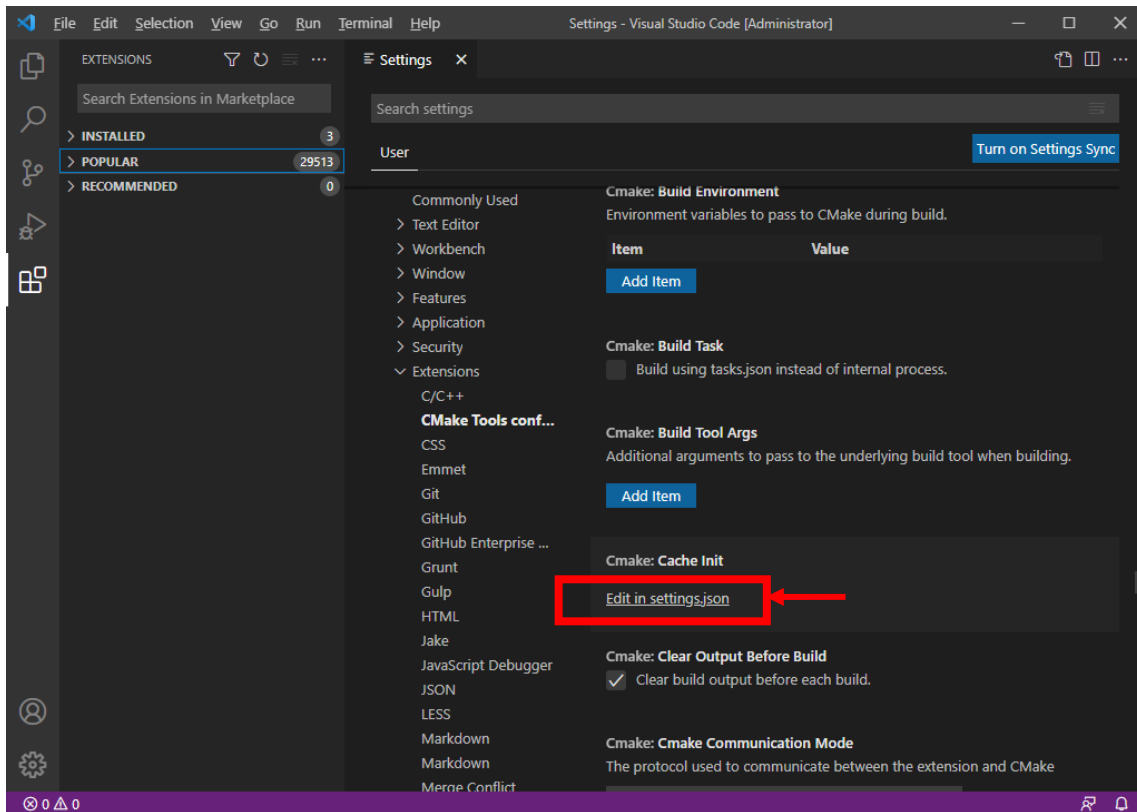 File Edit Selection View Go Run Terminal Help Settings - Visual Studio Code [Administrator]
EXTENSIONS
Search Extensions in Marketplace
INSTALLED 3
POPULAR 29513
RECOMMENDED 0
Settings
Search settings
User
Turn on Settings Sync
Commonly Used
Text Editor
Workbench
Window
Features
Application
Security
Extensions
C/C++
CMake Tools conf...
CSS
Emmet
Git
GitHub
GitHub Enterprise ...
Grunt
Gulp
HTML
Jake
JavaScript Debugger
JSON
LESS
Markdown
Markdown
Merge Conflict
Cmake: Build Environment
Environment variables to pass to CMake during build.
Item Value
Add Item
Cmake: Build Task
Build using tasks.json instead of internal process.
Cmake: Build Tool Args
Additional arguments to pass to the underlying build tool when building.
Add Item
Cmake: Cache Init
Edit in settings.json
Cmake: Clear Output Before Build
Clear build output before each build.
Cmake: Cmake Communication Mode
The protocol used to communicate between the extension and CMake
0 0